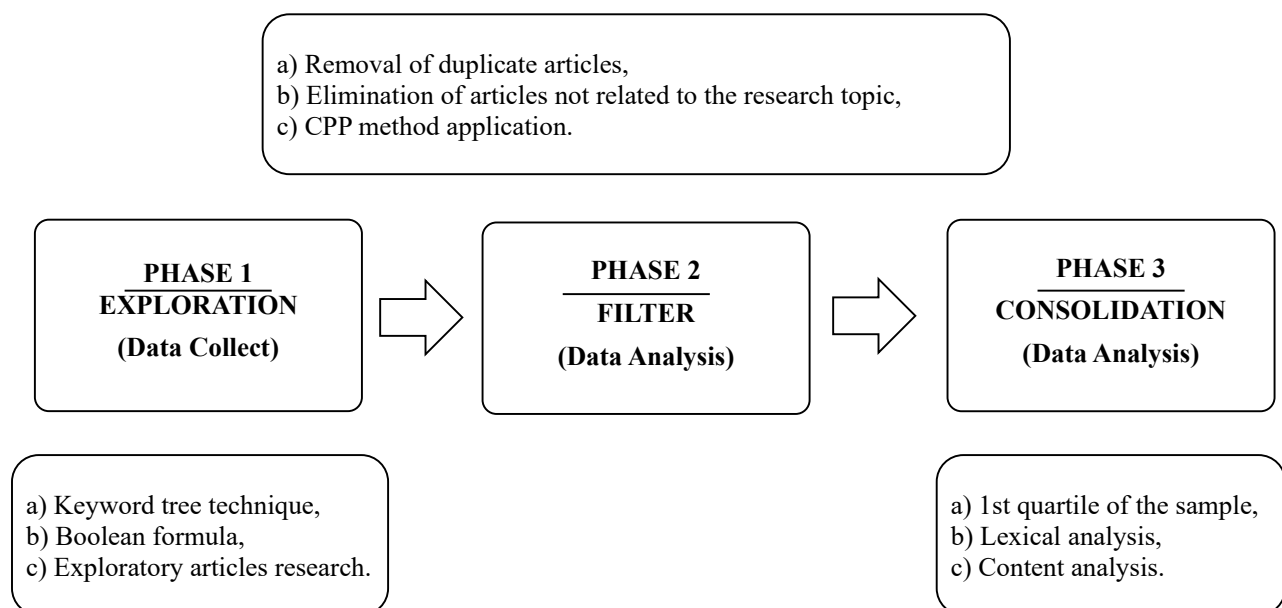 a) Removal of duplicate articles,
b) Elimination of articles not related to the research topic,
c) CPP method application.
PHASE 1
EXPLORATION
(Data Collect)
PHASE 2
FILTER
(Data Analysis)
PHASE 3
CONSOLIDATION
(Data Analysis)
a) Keyword tree technique,
b) Boolean formula,
c) Exploratory articles research.
a) 1st quartile of the sample,
b) Lexical analysis,
c) Content analysis.